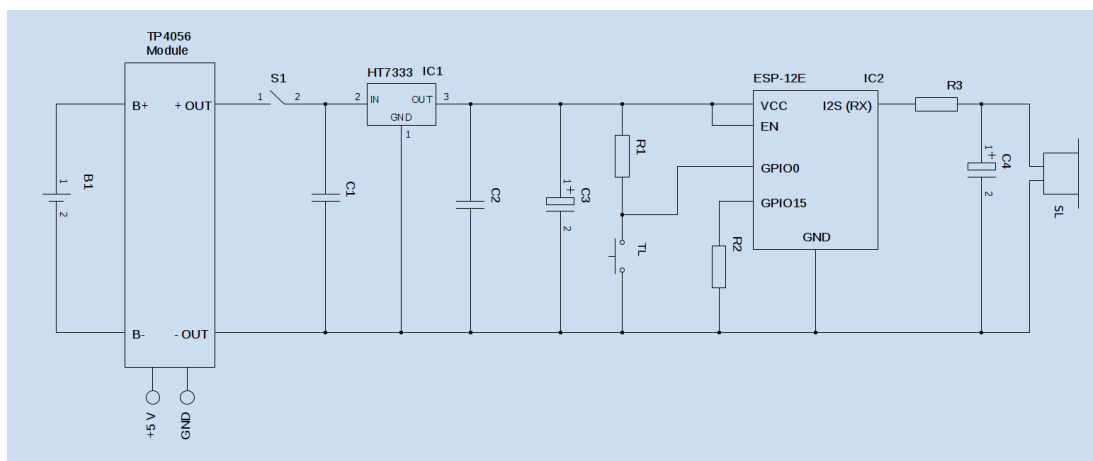 TP4056
Module
B+
+ OUT
B-
- OUT
+5 V
GND
B1
1
2
S1
1
2
C1
HT7333
IC1
2
IN
OUT
3
GND
1
C2
1
+
C3
2
R1
TL
R2
ESP-12E
IC2
VCC
I2S (RX)
EN
GPIO0
GPIO15
GND
R3
1
+
C4
2
SL